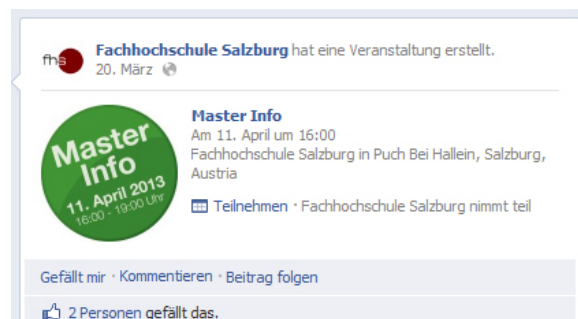 fhs
Fachhochschule Salzburg hat eine Veranstaltung erstellt.
20. März
Master Info
Am 11. April um 16:00
Fachhochschule Salzburg in Puch Bei Hallein, Salzburg,
Austria
Teilnehmen · Fachhochschule Salzburg nimmt teil
Master
Info
11. April 2013
16:00 - 19:00 Uhr
Gefällt mir · Kommentieren · Beitrag folgen
2 Personen gefällt das.